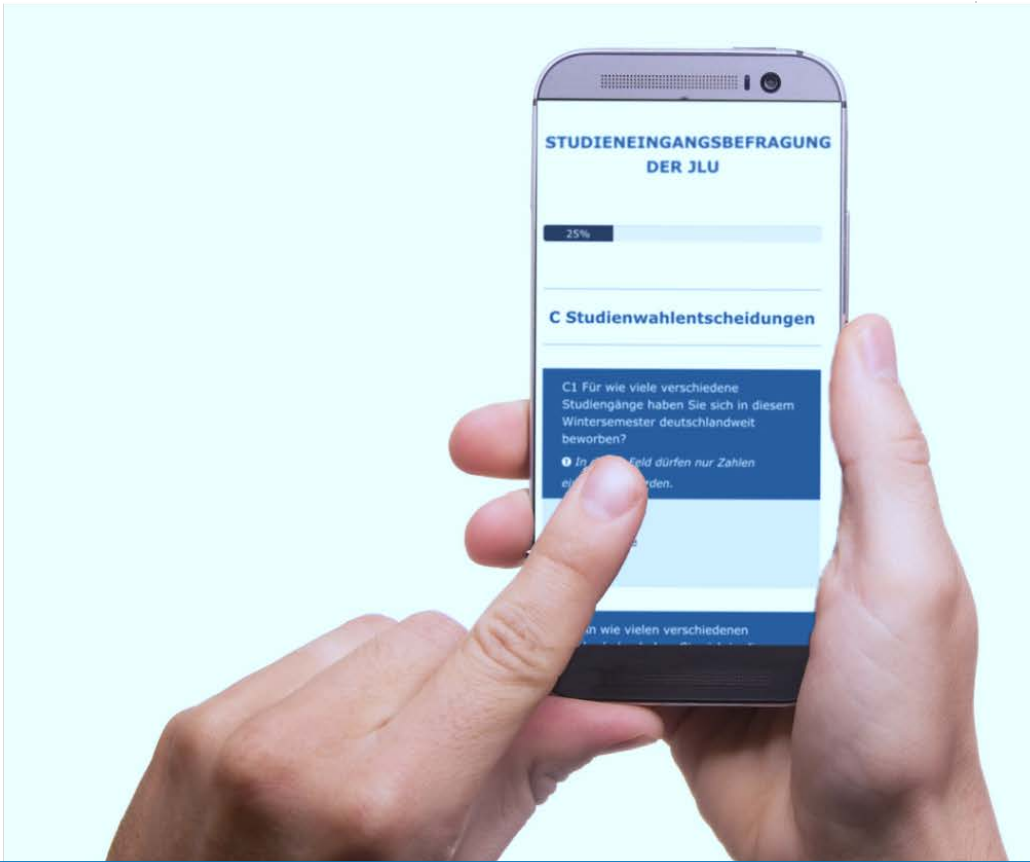 STUDIENEINGANGSBEFRAGUNG
DER JLU
25%
C Studienwahlentscheidungen
C1 Für wie viele verschiedene
Studiengänge haben Sie sich in diesem
Wintersemester deutschlandweit
beworben?
In Feld dürfen nur Zahlen
wie vielen verschiedenen